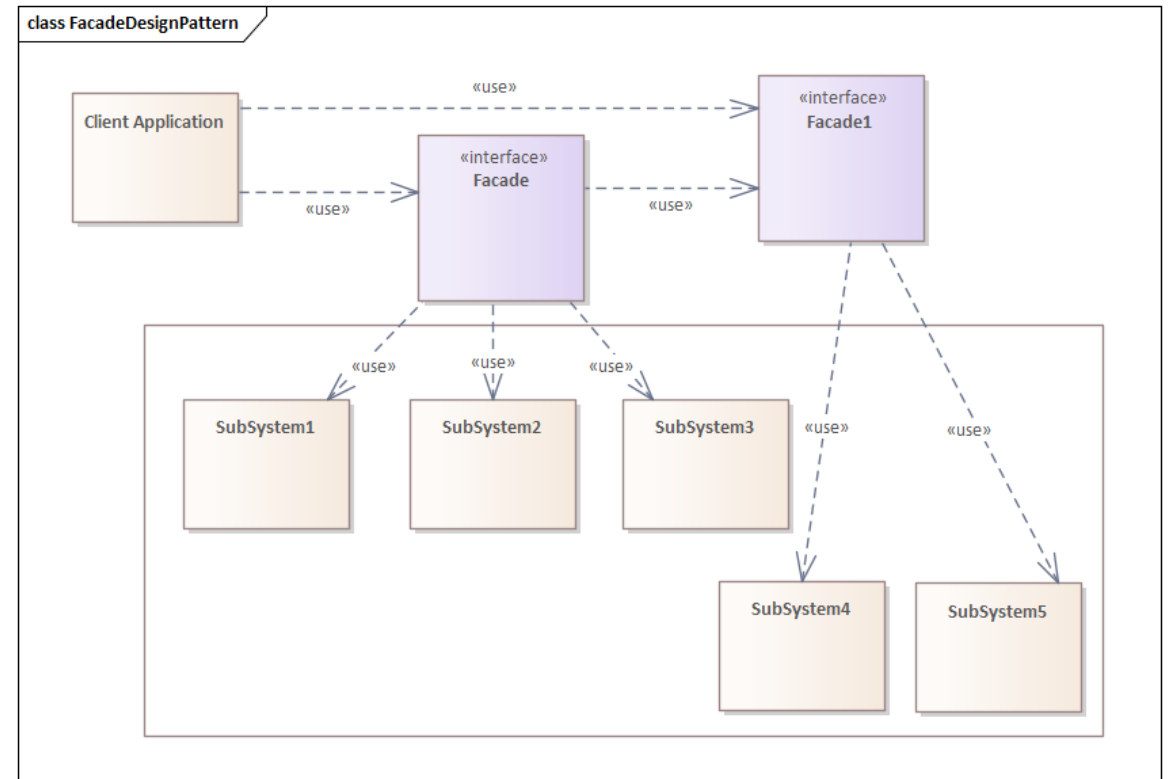 class FacadeDesignPattern
«use»
«interface»
Facade1
Client Application
«interface»
Facade
«use»
«use»
«use»
«use»
«use»
SubSystem1
SubSystem2
SubSystem3
«use»
«use»
SubSystem4
SubSystem5